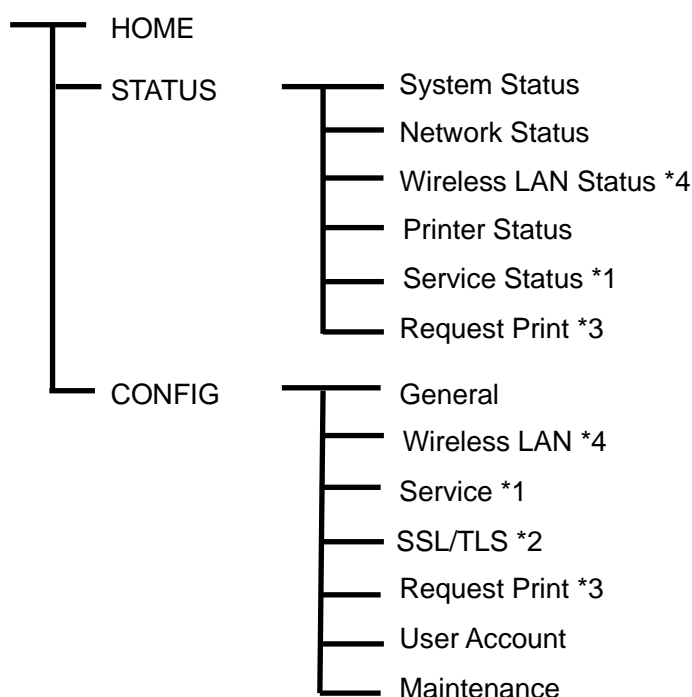 HOME
STATUS
System Status
Network Status
Wireless LAN Status *4
Printer Status
Service Status *1
Request Print *3
CONFIG
General
Wireless LAN *4
Service *1
SSL/TLS *2
Request Print *3
User Account
Maintenance